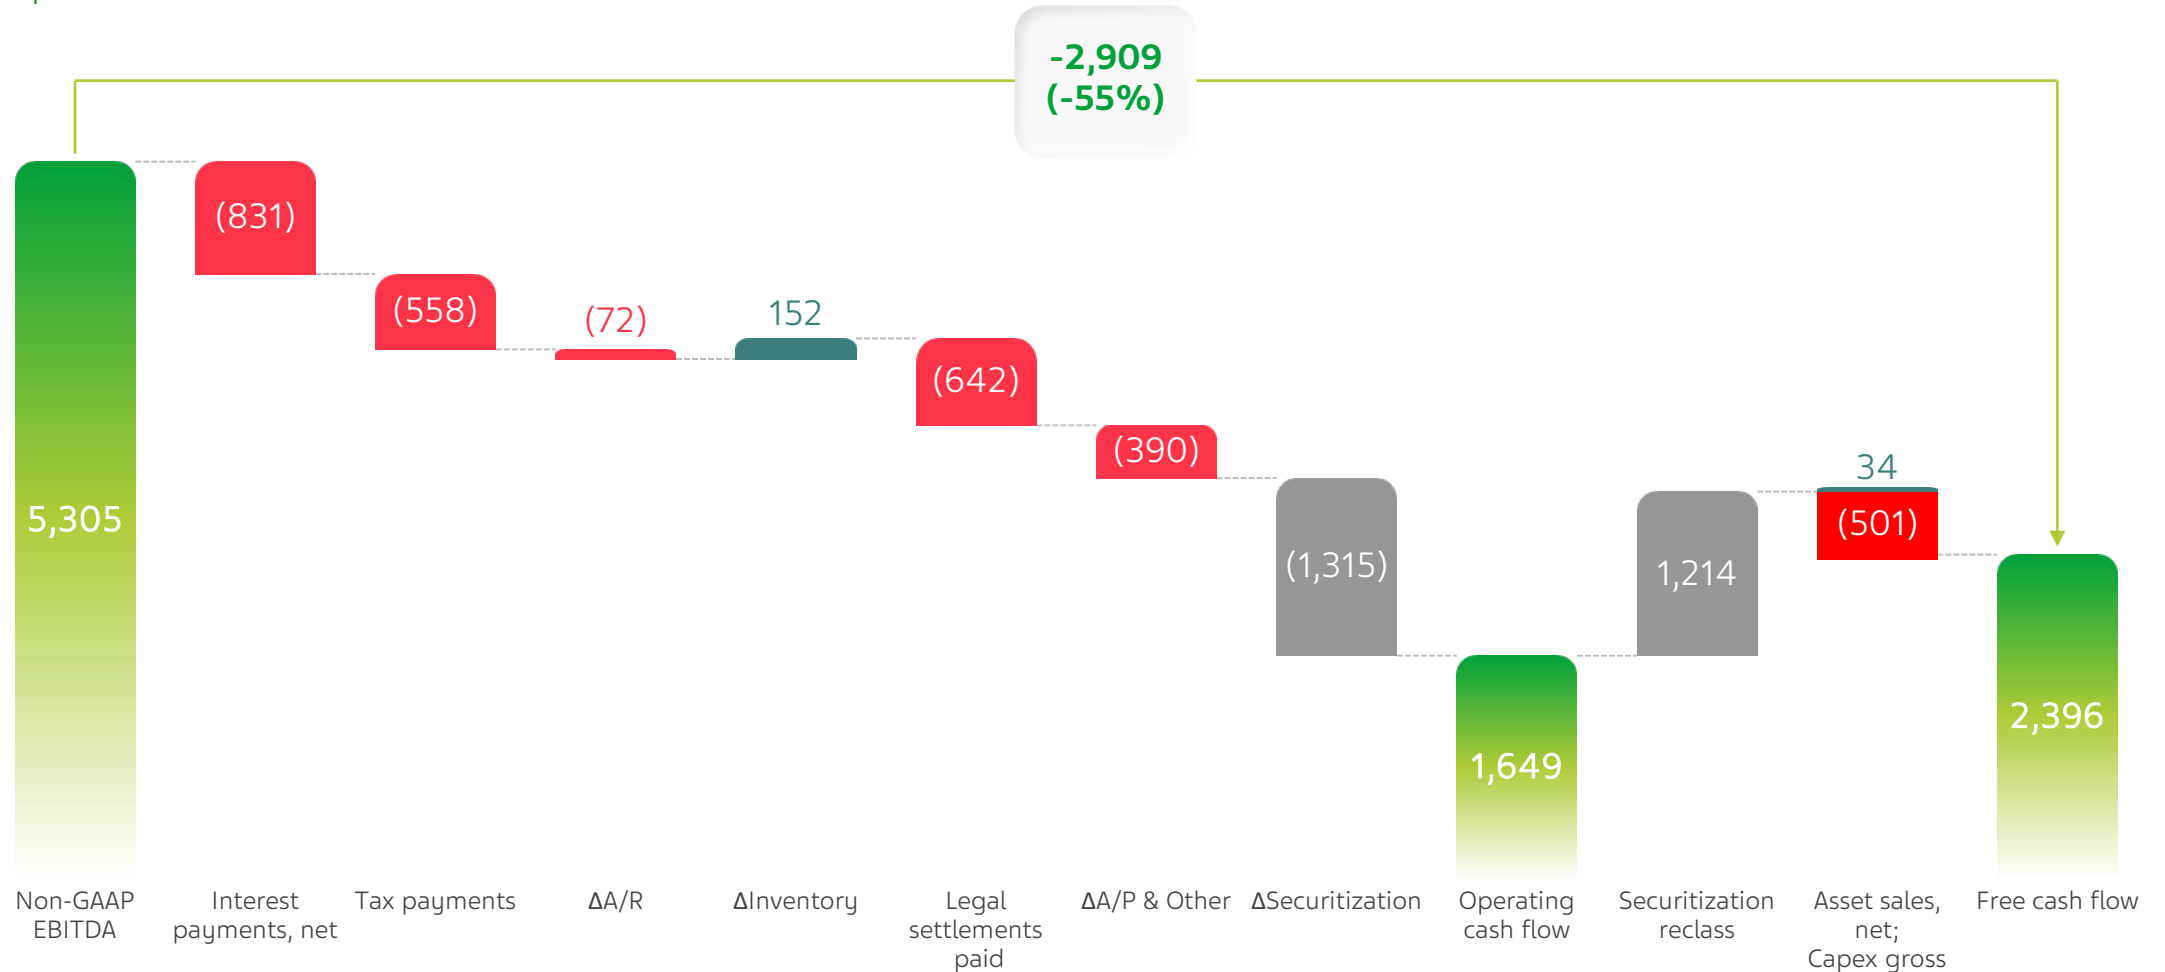 -2,909
(-55%)
(831)
(558)
(72)
152
(642)
(390)
(1,315)
34
(501)
1,214
5,305
1,649
2,396
Non-GAAP
EBITDA
Interest
payments, net
Tax payments
ΔA/R
ΔInventory
Legal
settlements
paid
ΔA/P & Other
ΔSecuritization
Operating
cash flow
Securitization
reclass
Asset sales,
net;
Capex gross
Free cash flow